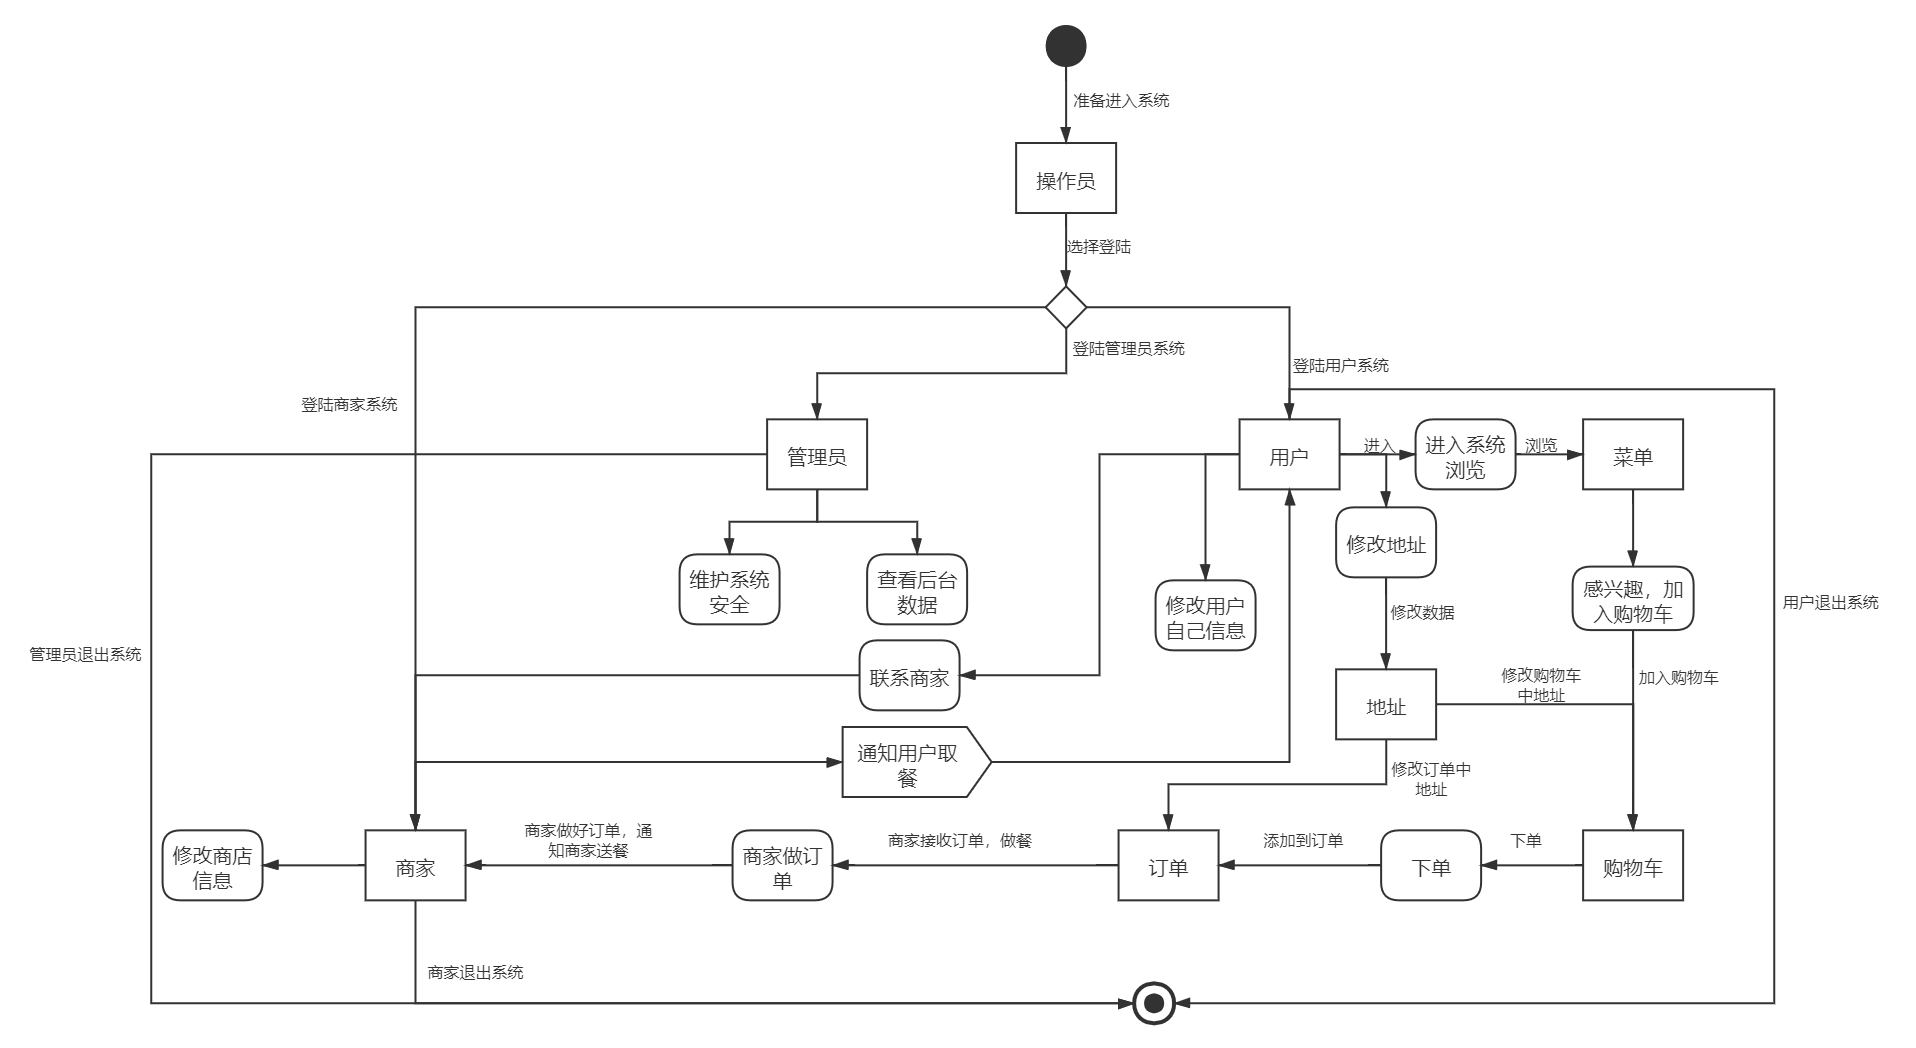 准备进入系统
操作员
选择登陆
登陆管理员系统
登陆用户系统
登陆商家系统
管理员
用户
进入
进入系统
浏览
浏览
菜单
修改地址
维护系统
安全
查看后台
数据
修改用户
自己信息
感兴趣，加
入购物车
用户退出系统
修改数据
管理员退出系统
联系商家
地址
修改购物车
中地址
加入购物车
通知用户取
餐
修改订单中
地址
修改商店
信息
商家
商家做好订单，通
知商家送餐
商家做订
单
商家接收订单，做餐
订单
添加到订单
下单
下单
购物车
商家退出系统